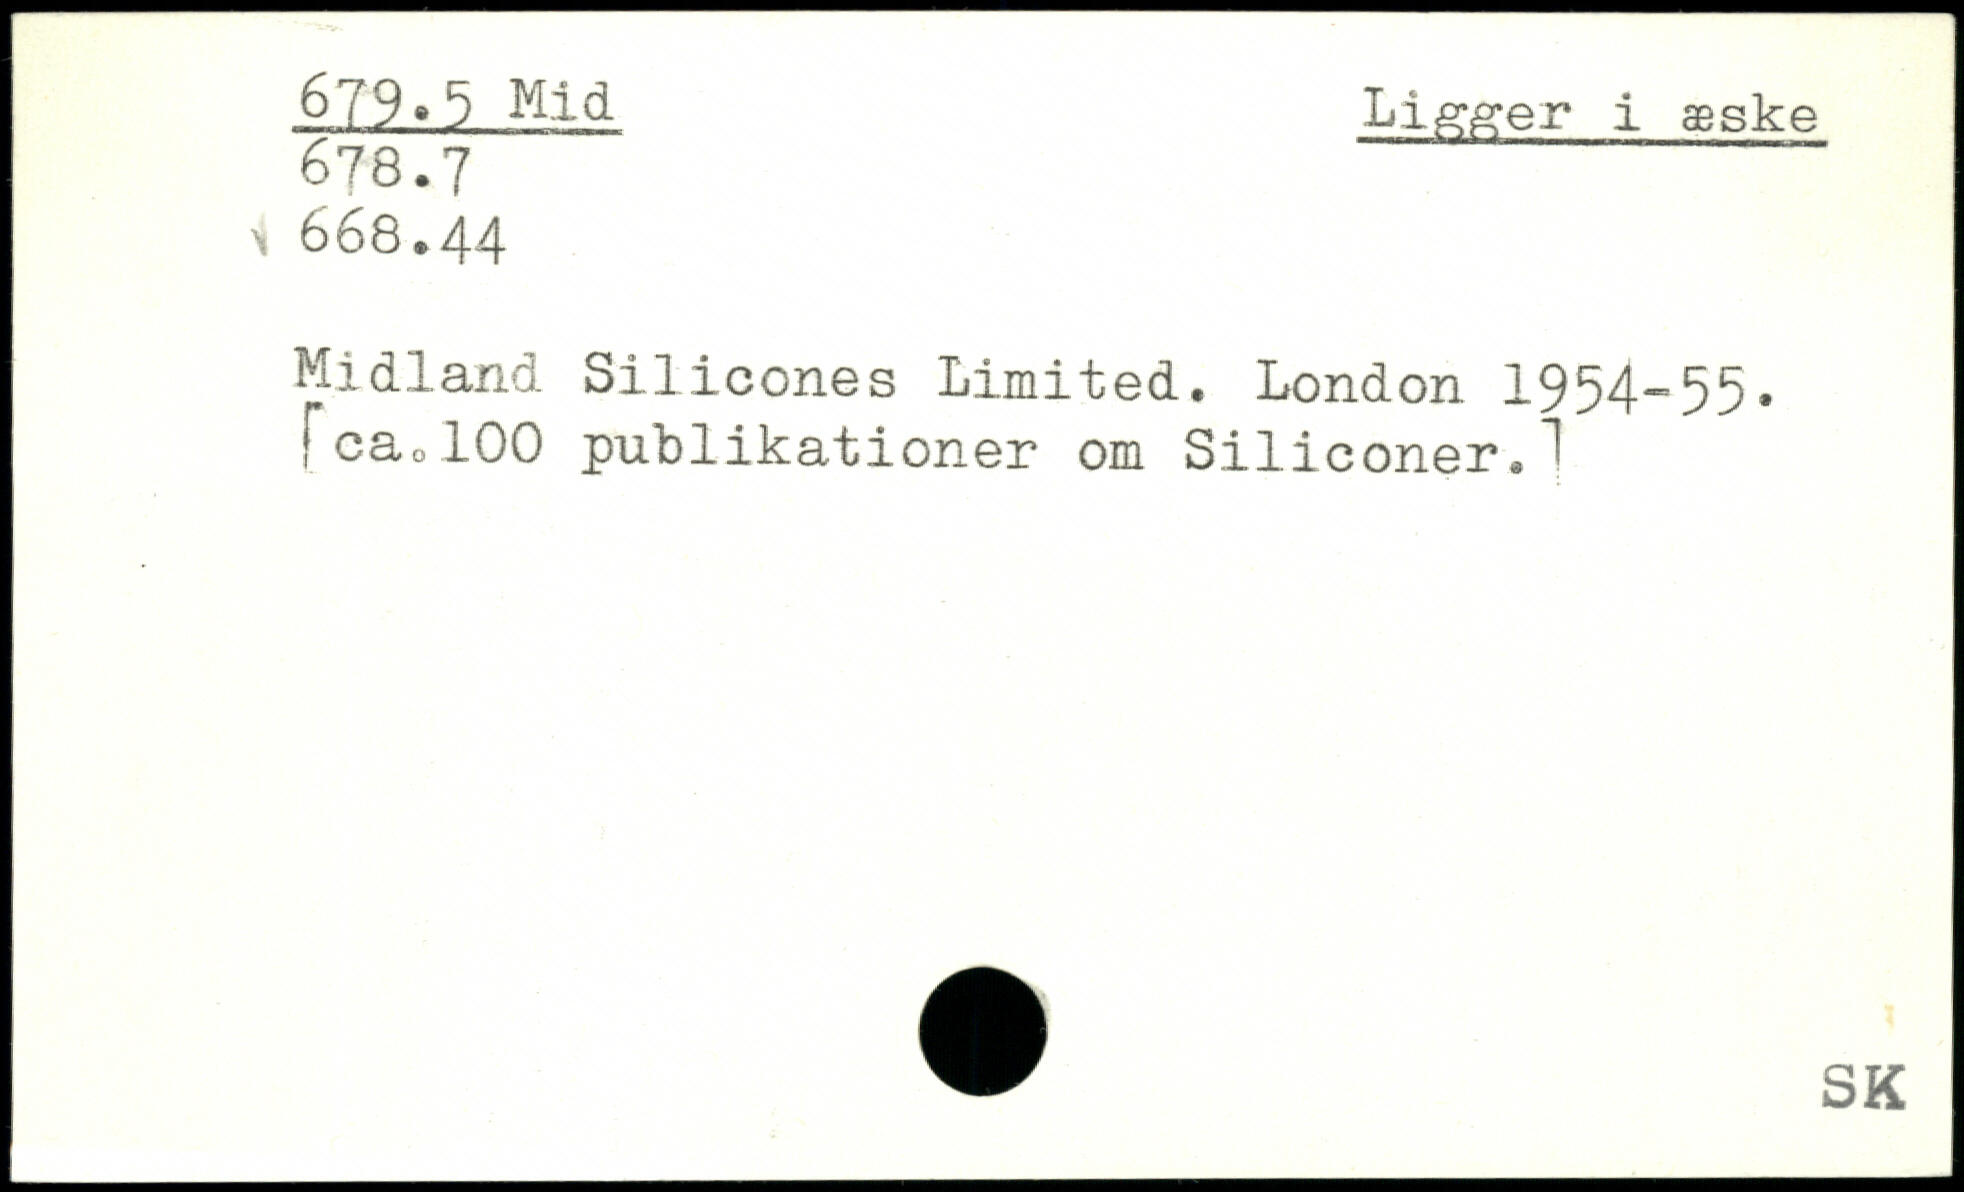 679.5 Mid
Ligger i æske
678.7
668.44
Midland Silicones Limited. London 1954-55.
[ca.100 publikationer om Siliconer.]
SK